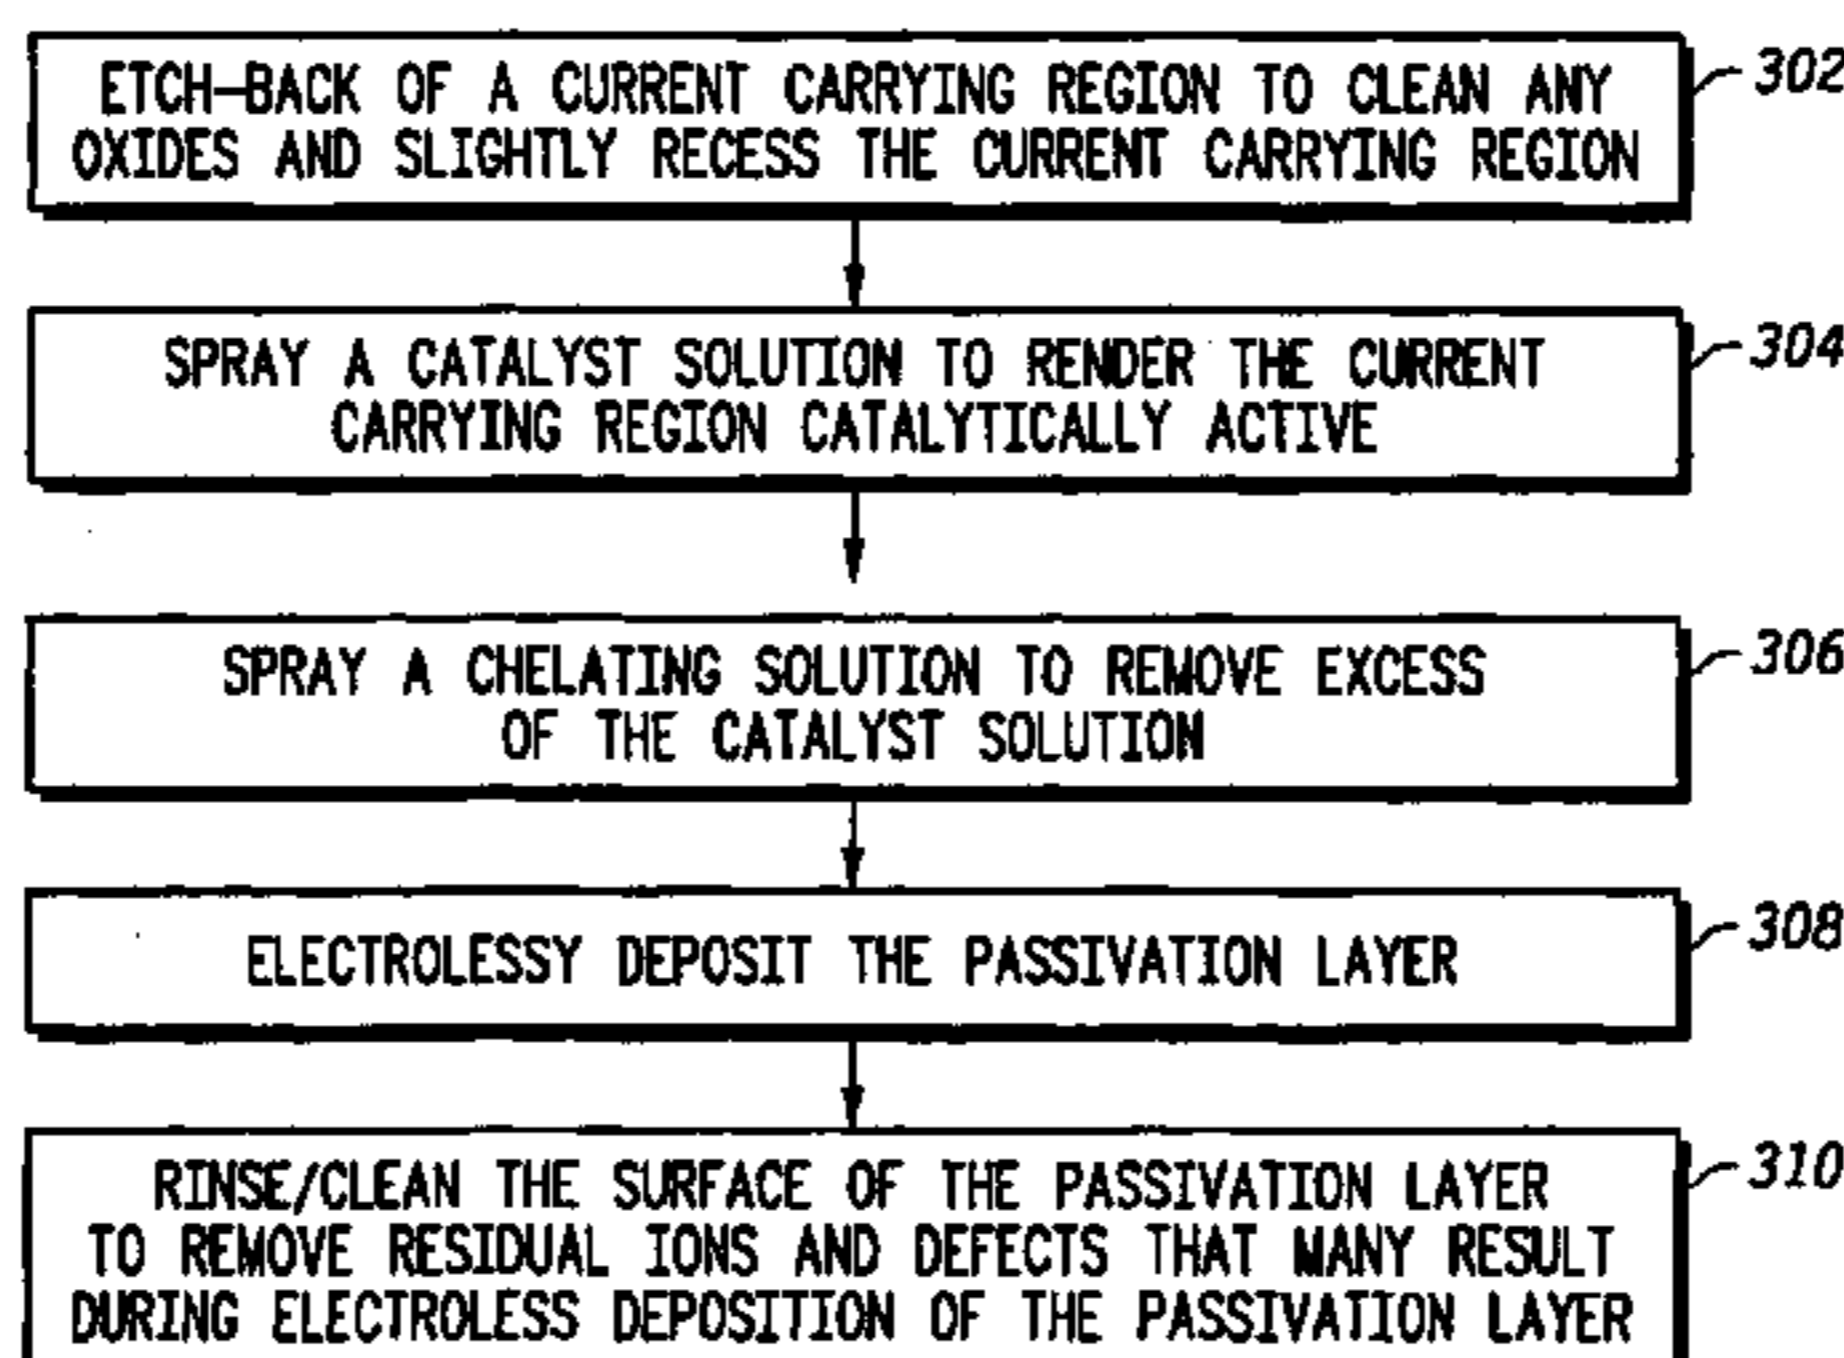 ETCH-BACK OF A CURRENT CARRYING REGION TO CLEAN ANY
OXIDES AND SLIGHTLY RECESS THE CURRENT CARRYING REGION
302
SPRAY A CATALYST SOLUTION TO RENDER THE CURRENT
CARRYING REGION CATALYTICALLY ACTIVE
304
SPRAY A CHELATING SOLUTION TO REMOVE EXCESS
OF THE CATALYST SOLUTION
306
ELECTROLESSY DEPOSIT THE PASSIVATION LAYER
308
RINSE/CLEAN THE SURFACE OF THE PASSIVATION LAYER
TO REMOVE RESIDUAL IONS AND DEFECTS THAT MANY RESULT
DURING ELECTROLESS DEPOSITION OF THE PASSIVATION LAYER
310